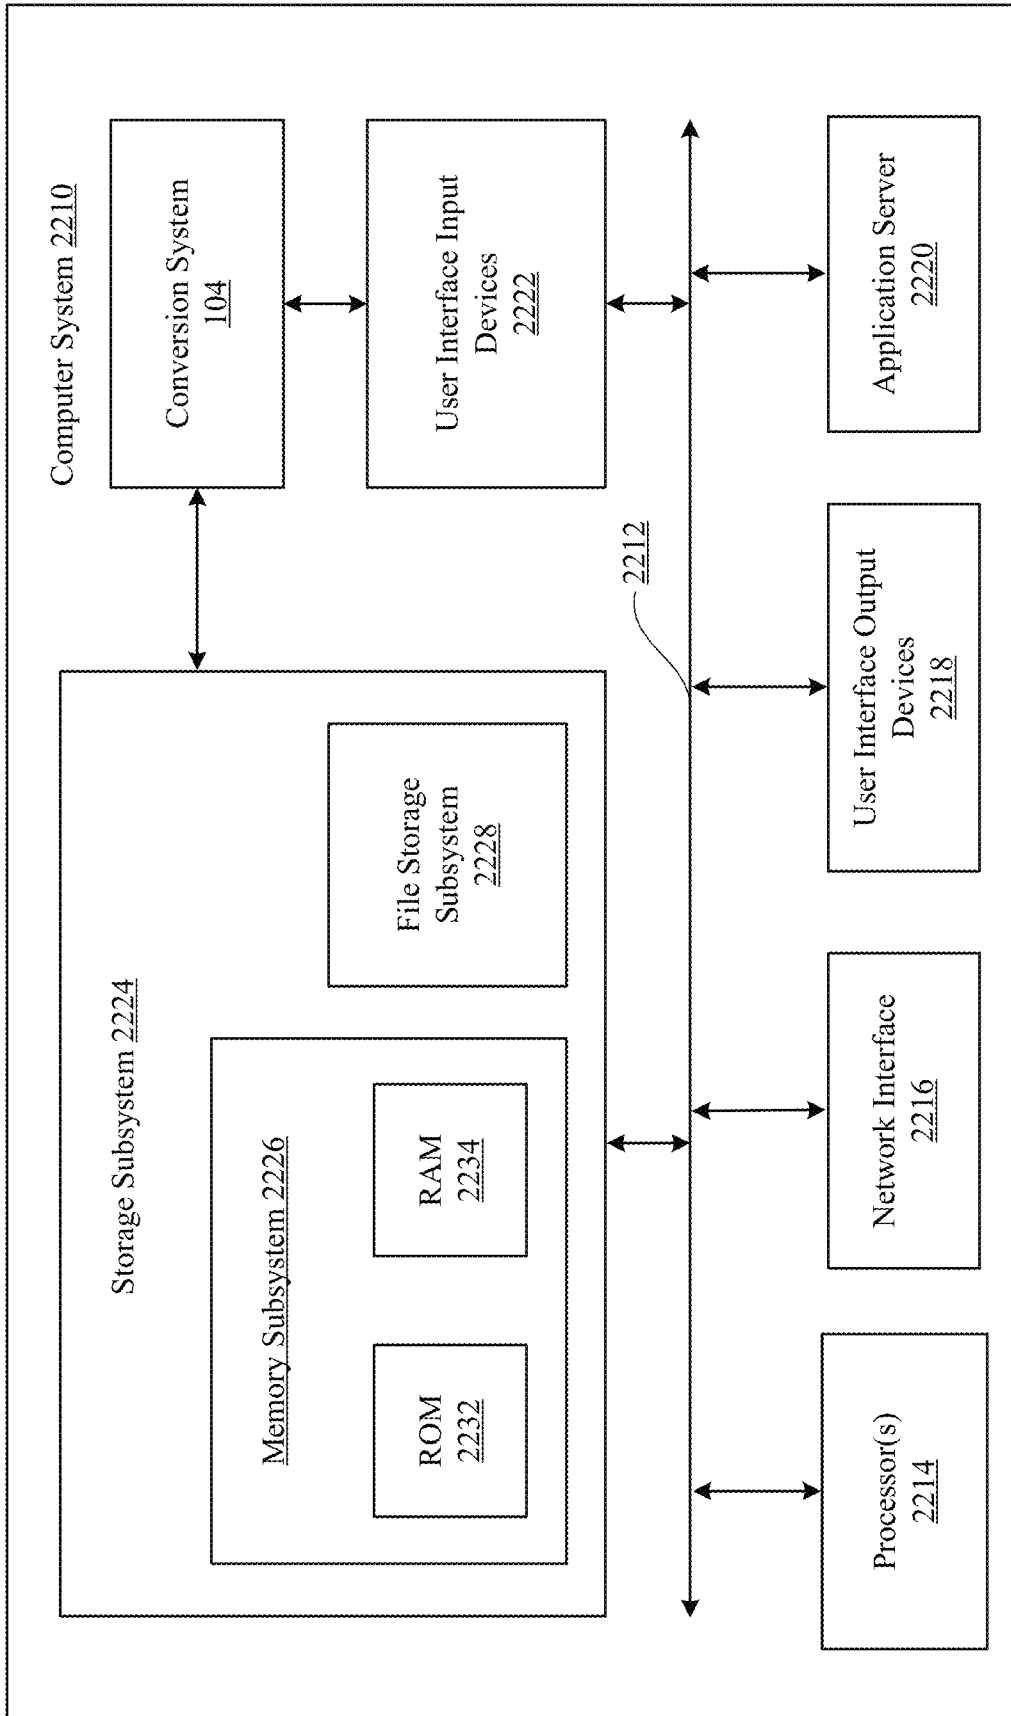 Computer System 2210
Storage Subsystem 2224
Memory Subsystem 2226
ROM
2232
RAM
2234
File Storage
Subsystem
2228
Conversion System
104
User Interface Input
Devices
2222
2212
Processor(s)
2214
Network Interface
2216
User Interface Output
Devices
2218
Application Server
2220